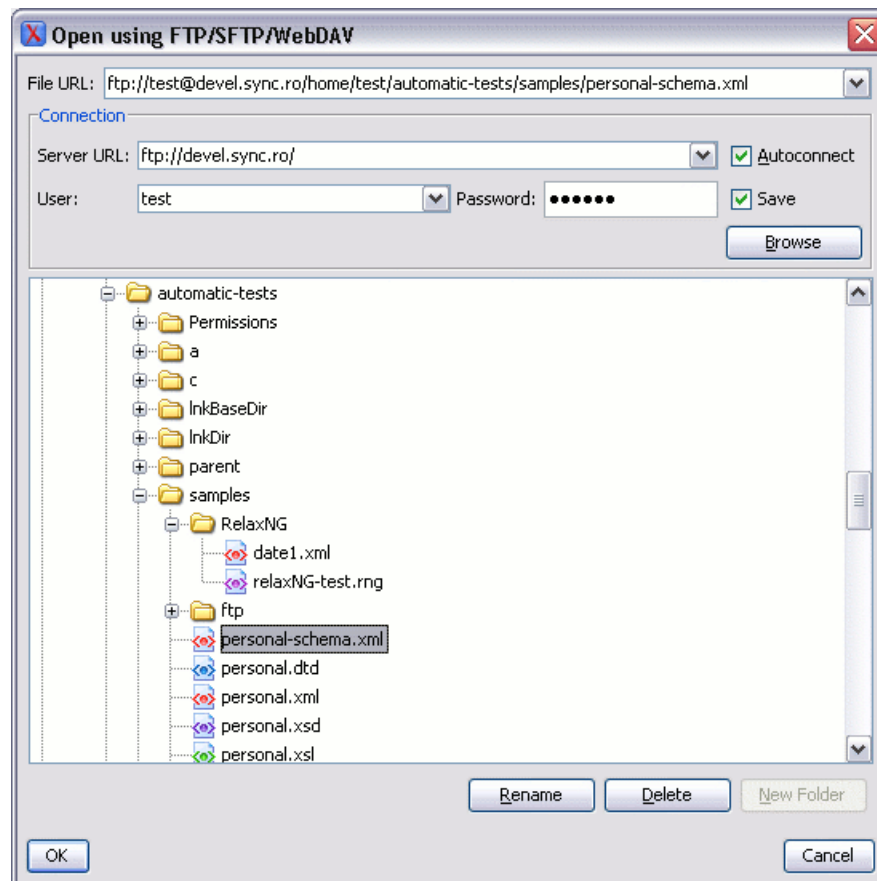 Open using FTP/SFTP/WebDAV
File URL: ftp://test@devel.sync.ro/home/test/automatic-tests/samples/personal-schema.xml
Connection
Server URL: ftp://devel.sync.ro/ Autoconnect
User: test Password: ●●●●●● Save
Browse
automatic-tests
Permissions
a
c
lnkBaseDir
lnkDir
parent
samples
RelaxNG
date1.xml
relaxNG-test.rng
ftp
personal-schema.xml
personal.dtd
personal.xml
personal.xsd
personal.xsl
Rename Delete New Folder
OK Cancel